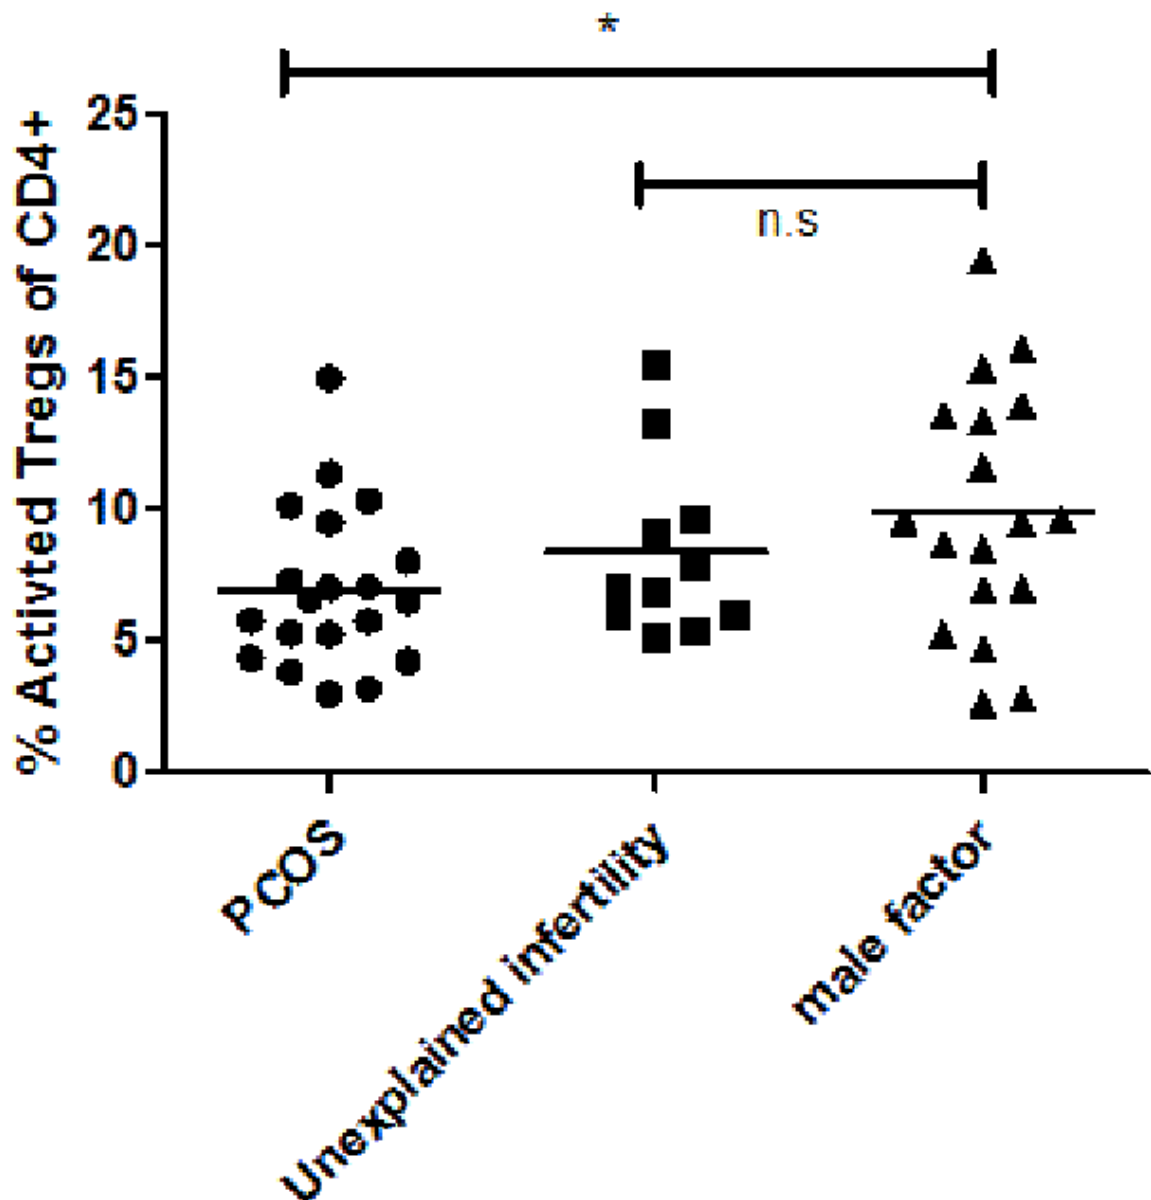 *
25
n.s
20
15
10
5
0
% Activted Tregs of CD4+
PCOS
Unexplained infertility
male factor